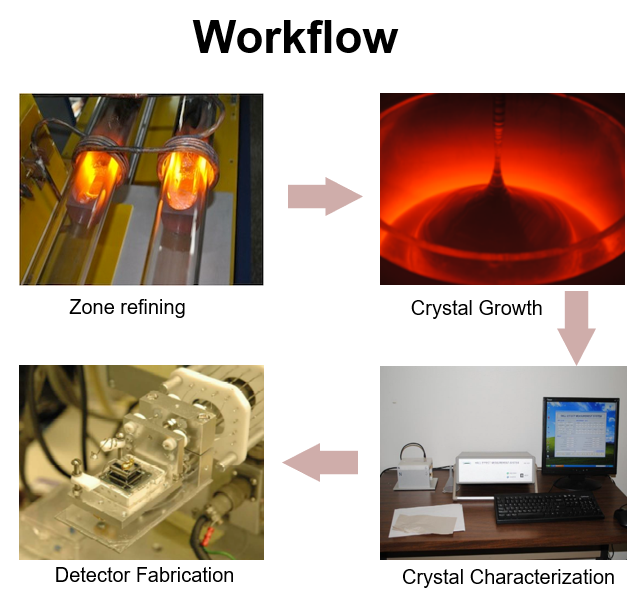 Workflow
Zone refining
Crystal Growth
Detector Fabrication
Crystal Characterization